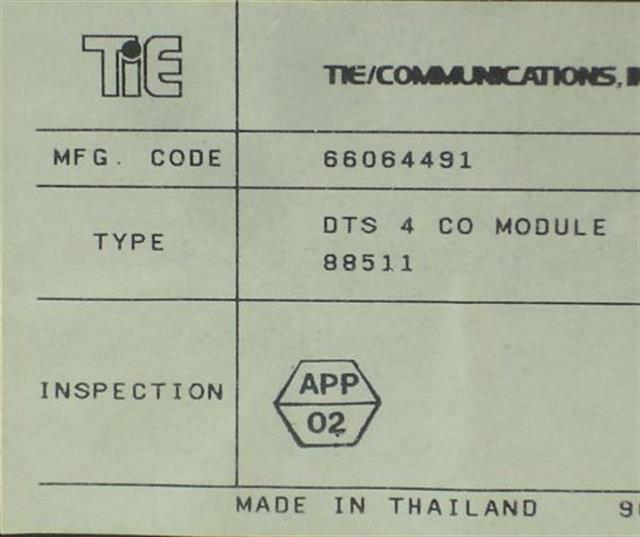 TiE
TIE/COMMUNICATIONS,
MFG. CODE 66064491
TYPE DTS 4 CO MODULE
88511
INSPECTION APP
02
MADE IN THAILAND